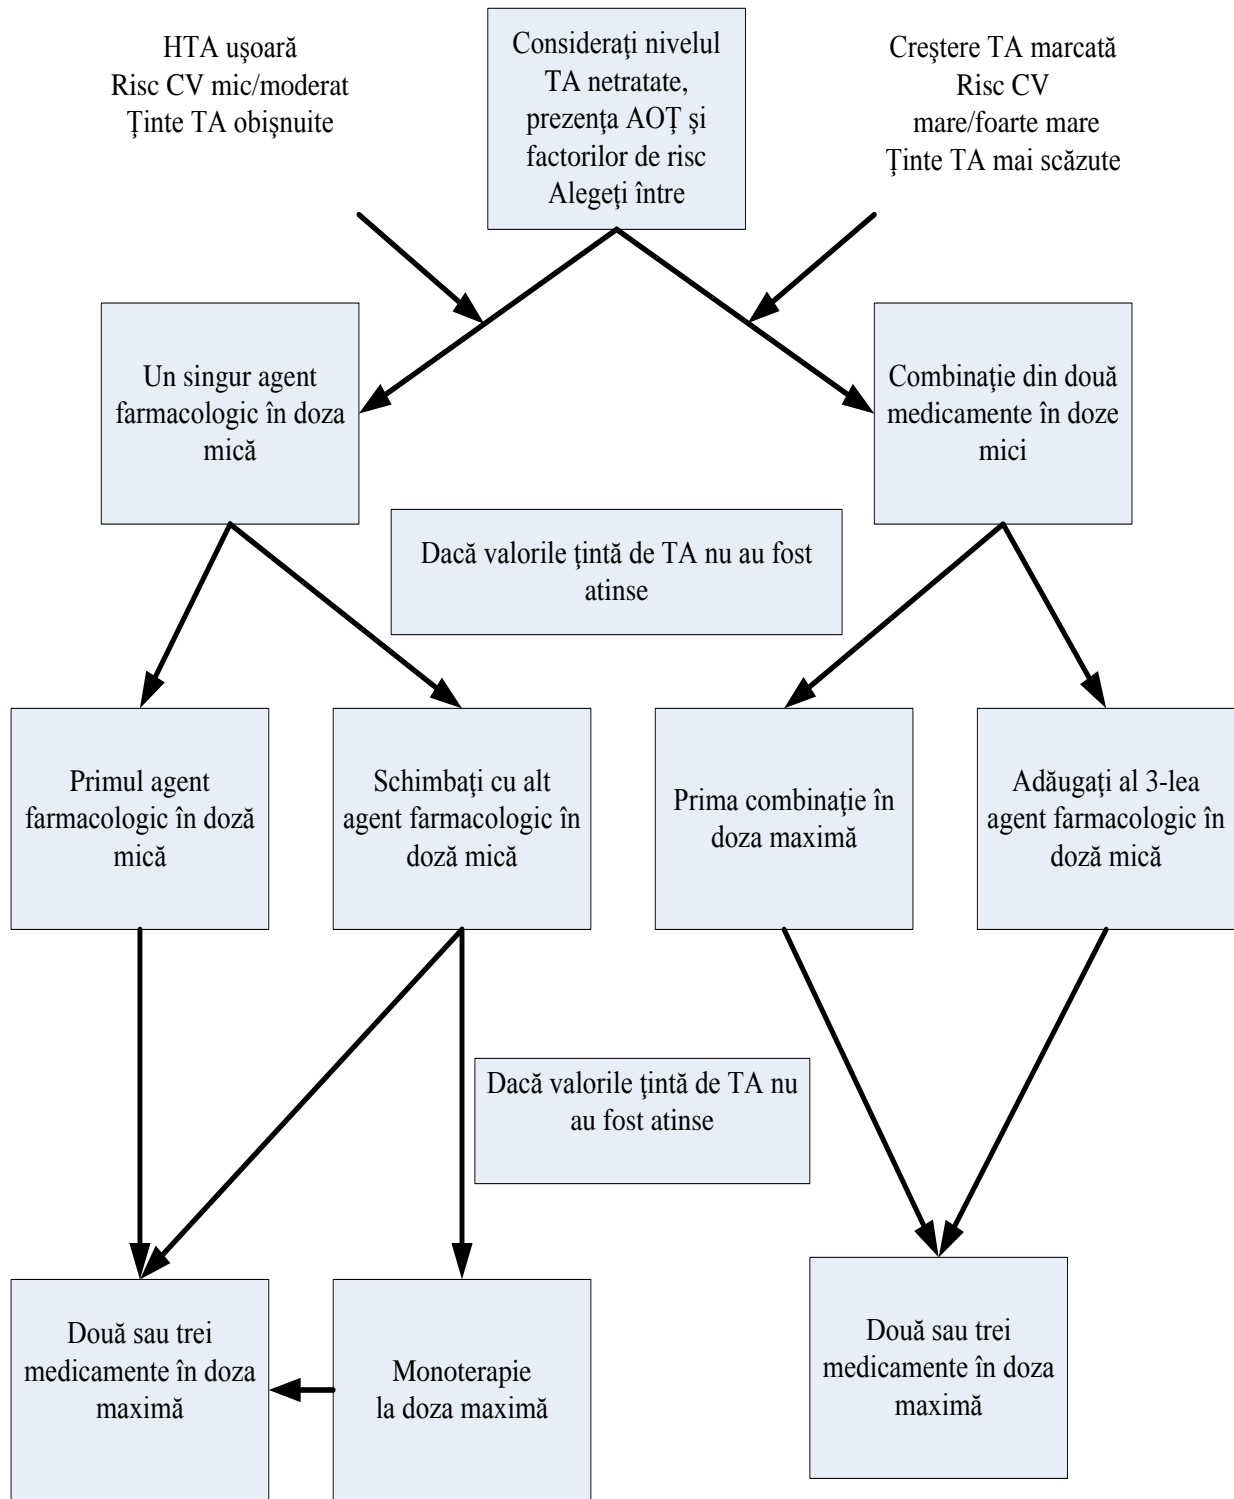 HTA uşoară
Risc CV mic/moderat
Ţinte TA obişnuite
Consideraţi nivelul
TA netratate,
prezenţa AOŢ şi
factorilor de risc
Alegeţi între
Creştere TA marcată
Risc CV
mare/foarte mare
Ţinte TA mai scăzute
Un singur agent
farmacologic în doza
mică
Combinaţie din două
medicamente în doze
mici
Dacă valorile ţintă de TA nu au fost
atinse
Primul agent
farmacologic în doză
mică
Schimbaţi cu alt
agent farmacologic în
doză mică
Prima combinaţie în
doza maximă
Adăugaţi al 3-lea
agent farmacologic în
doză mică
Dacă valorile ţintă de TA nu
au fost atinse
Două sau trei
medicamente în doza
maximă
Monoterapie
la doza maximă
Două sau trei
medicamente în doza
maximă